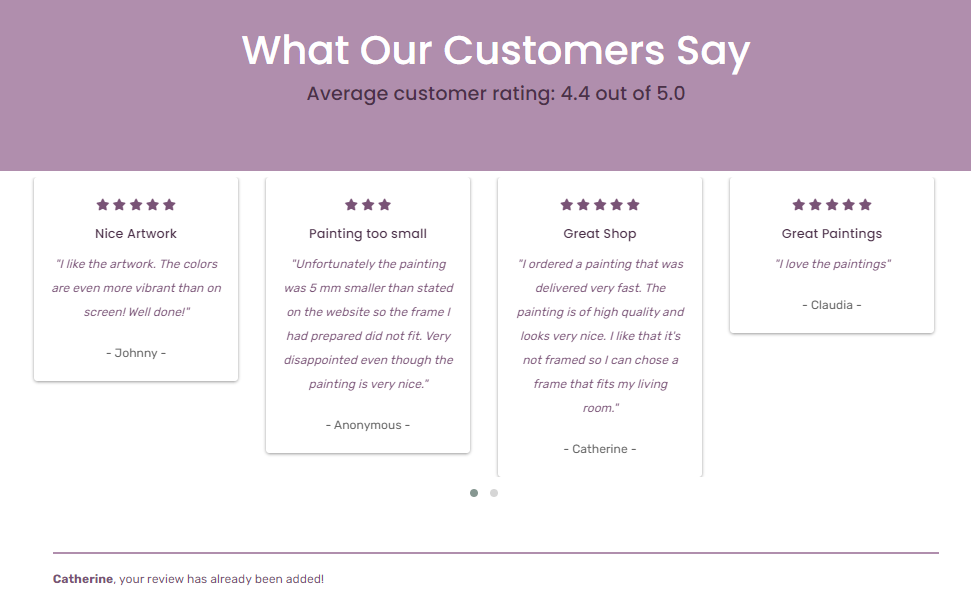 What Our Customers Say
Average customer rating: 4.4 out of 5.0
Nice Artwork
"I like the artwork. The colors
are even more vibrant than on
screen! Well done!"
- Johnny -
Painting too small
"Unfortunately the painting
was 5 mm smaller than stated
on the website so the frame I
had prepared did not fit. Very
disappointed even though the
painting is very nice."
- Anonymous -
Great Shop
"I ordered a painting that was
delivered very fast. The
painting is of high quality and
looks very nice. I like that it's
not framed so I can chose a
frame that fits my living
room."
- Catherine -
Great Paintings
"I love the paintings"
- Claudia -
Catherine, your review has already been added!